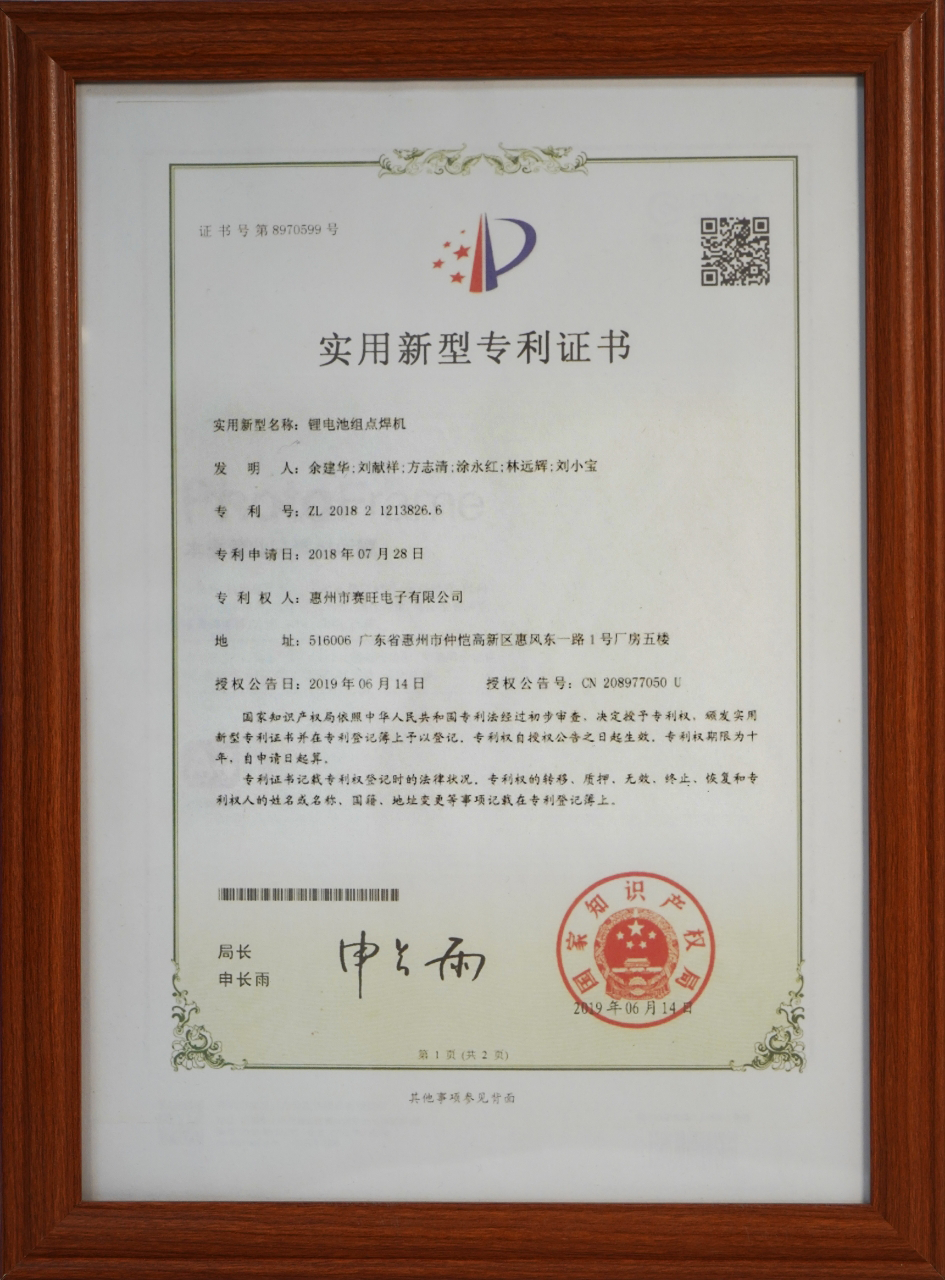 证书号第8970599号
实用新型专利证书
实用新型名称：锂电池组点焊机
发明人：余建华;刘献祥;方志清;涂永红;林远辉;刘小宝
专利号：ZL 2018 2 1213826.6
专利申请日：2018年07月28日
专利权人：惠州市赛旺电子有限公司
地址：516006 广东省惠州市仲恺高新区惠风东一路1号厂房五楼
授权公告日：2019年06月14日 授权公告号：CN 208977050 U
国家知识产权局依照中华人民共和国专利法经过初步审查，决定授予专利权，颁发实用
新型专利证书并在专利登记簿上予以登记。专利权自授权公告之日起生效。专利权期限为十
年，自申请日起算。
专利证书记载专利权登记时的法律状况。专利权的转移、质押、无效、终止、恢复和专
利权人的姓名或名称、国籍、地址变更等事项记载在专利登记簿上。
局长
申长雨
申长雨
国家知识产权局
2019年06月14日
第 1 页 (共 2 页)
其他事项参见背面